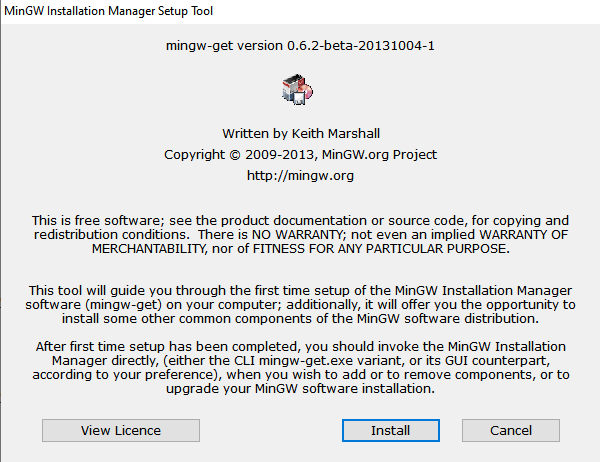 MinGW Installation Manager Setup Tool
mingw-get version 0.6.2-beta-20131004-1
Written by Keith Marshall
Copyright © 2009-2013, MinGW.org Project
http://mingw.org
This is free software; see the product documentation or source code, for copying and
redistribution conditions.  There is NO WARRANTY; not even an implied WARRANTY OF
MERCHANTABILITY, nor of FITNESS FOR ANY PARTICULAR PURPOSE.
This tool will guide you through the first time setup of the MinGW Installation Manager
software (mingw-get) on your computer; additionally, it will offer you the opportunity to
install some other common components of the MinGW software distribution.
After first time setup has been completed, you should invoke the MinGW Installation
Manager directly, (either the CLI mingw-get.exe variant, or its GUI counterpart,
according to your preference), when you wish to add or to remove components, or to
upgrade your MinGW software installation.
View Licence
Install
Cancel